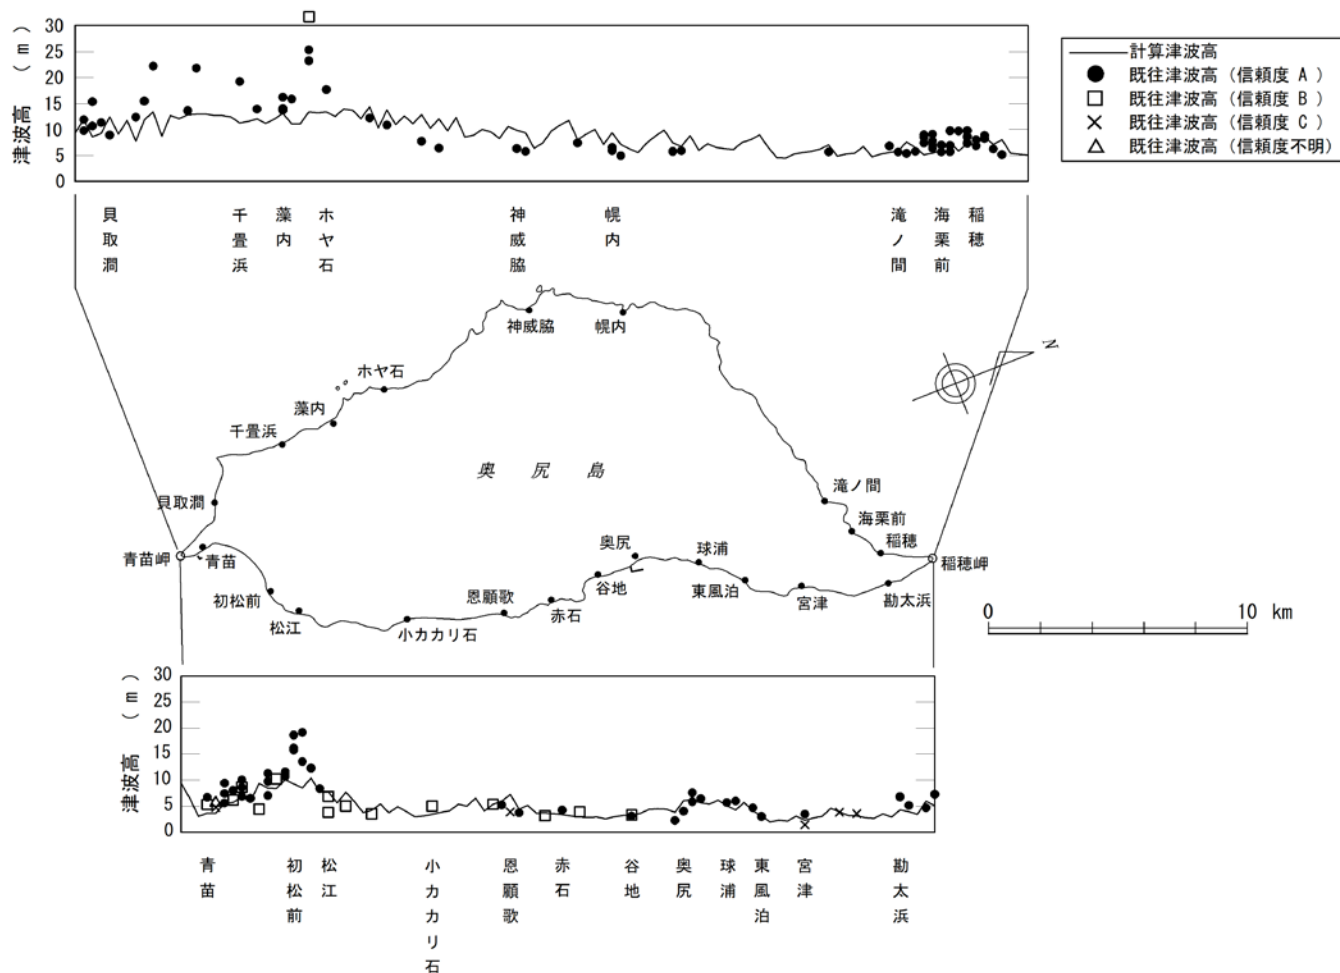 津波高 (m)
30
25
20
15
10
5
0
計算津波高
既往津波高 (信頼度 A )
既往津波高 (信頼度 B )
既往津波高 (信頼度 C )
既往津波高 (信頼度不明)
貝取澗
千畳浜
藻内
ホヤ石
神威脇
幌内
滝ノ間
海栗前
稲穂
N
神威脇
幌内
ホヤ石
藻内
千畳浜
奥尻島
貝取澗
滝ノ間
海栗前
稲穂
青苗岬
青苗
奥尻
球浦
稲穂岬
初松前
松江
小カカリ石
恩顧歌
赤石
谷地
東風泊
宮津
勘太浜
0 10 km
津波高 (m)
30
25
20
15
10
5
0
青苗
初松前
松江
小カカリ石
恩顧歌
赤石
谷地
奥尻
球浦
東風泊
宮津
勘太浜